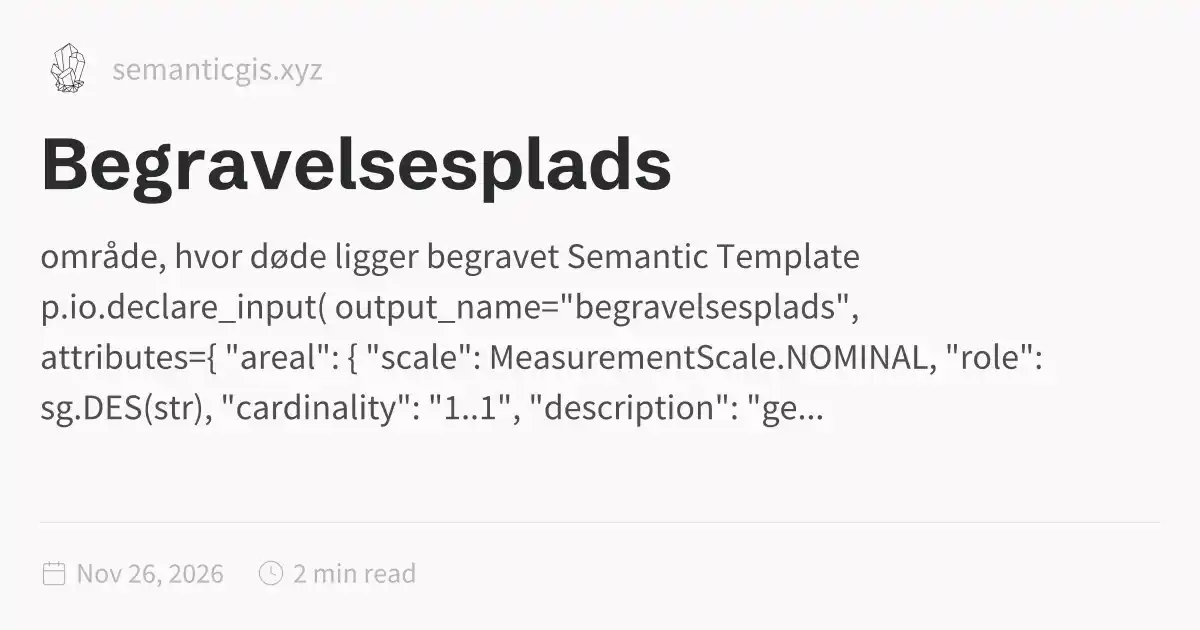 semanticgis.xyz
Begravelsesplads
område, hvor døde ligger begravet Semantic Template
p.io.declare_input( output_name="begravelsesplads",
attributes={ "areal": { "scale": MeasurementScale.NOMINAL, "role":
sg.DES(str), "cardinality": "1..1", "description": "ge...
Nov 26, 2026 2 min read